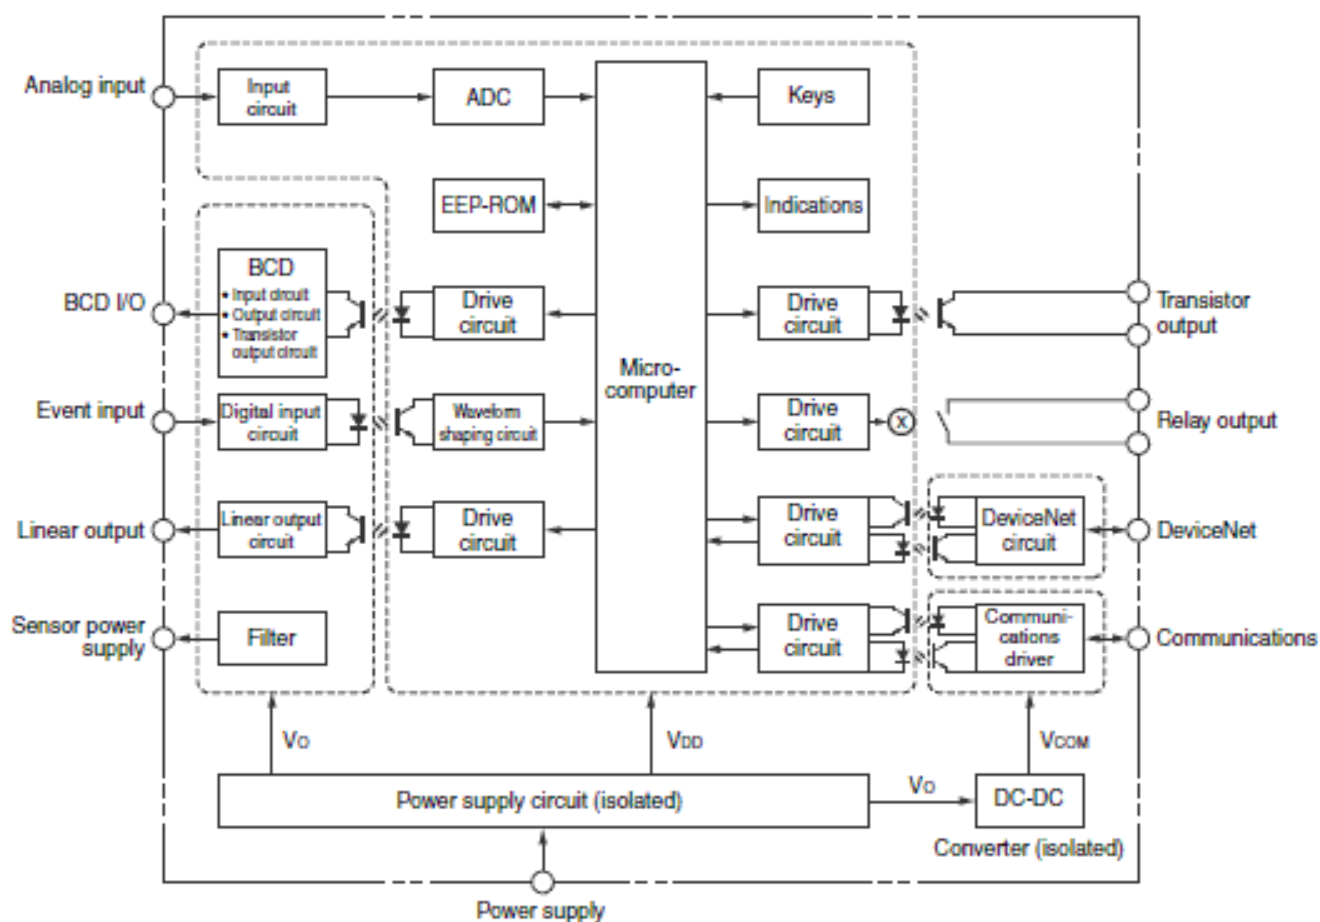 Analog input
Input
circuit
ADC
Keys
EEP-ROM
Indications
BCD I/O
BCD
• Input circuit
• Output circuit
• Transistor
output circuit
Drive
circuit
Micro-
computer
Drive
circuit
Transistor
output
Event input
Digital input
circuit
Waveform
shaping circuit
Drive
circuit
X
Relay output
Linear output
Linear output
circuit
Drive
circuit
Drive
circuit
DeviceNet
circuit
DeviceNet
Sensor power
supply
Filter
Drive
circuit
Communi-
cations
driver
Communications
VO
VDD
VCOM
Power supply circuit (isolated)
VO
DC-DC
Converter (isolated)
Power supply